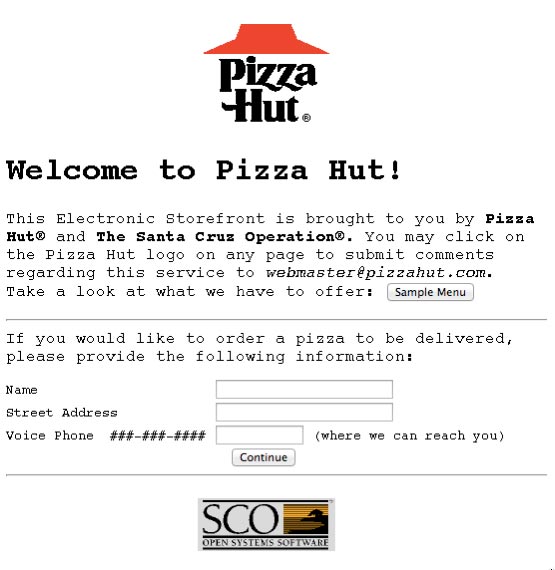 Pizza
Hut®
Welcome to Pizza Hut!
This Electronic Storefront is brought to you by Pizza
Hut® and The Santa Cruz Operation®. You may click on
the Pizza Hut logo on any page to submit comments
regarding this service to webmaster@pizzahut.com.
Take a look at what we have to offer: Sample Menu
If you would like to order a pizza to be delivered,
please provide the following information:
Name
Street Address
Voice Phone ###-###-#### (where we can reach you)
Continue
SCO
OPEN SYSTEMS SOFTWARE